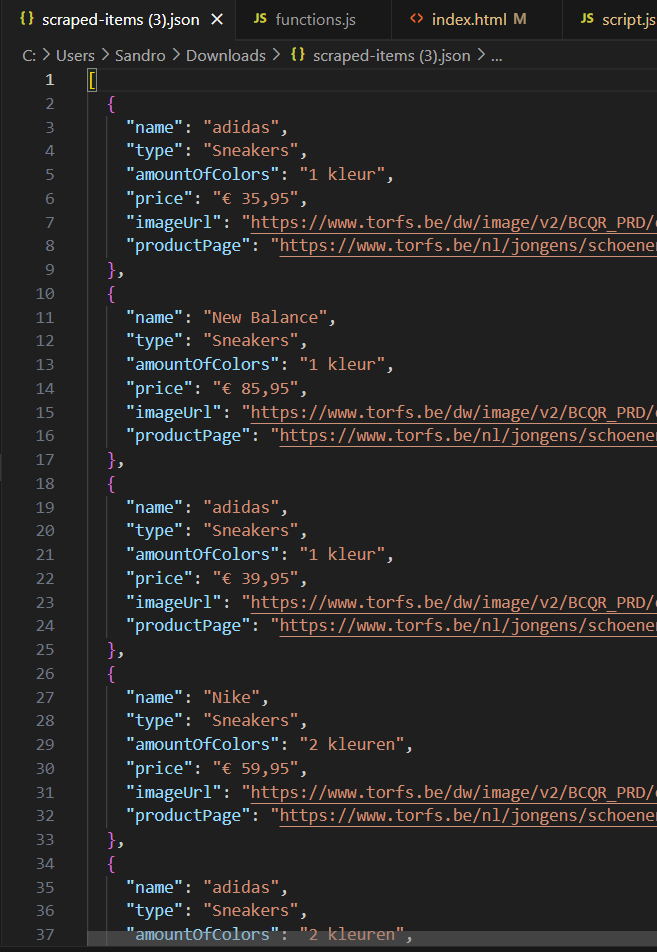 { } scraped-items (3).json × JS functions.js <> index.html M JS script.js
C: > Users > Sandro > Downloads > { } scraped-items (3).json > ...
1 [
2 {
3 "name": "adidas",
4 "type": "Sneakers",
5 "amountOfColors": "1 kleur",
6 "price": "€ 35,95",
7 "imageUrl": "https://www.torfs.be/dw/image/v2/BCQR_PRD/
8 "productPage": "https://www.torfs.be/nl/jongens/schoenen
9 },
10 {
11 "name": "New Balance",
12 "type": "Sneakers",
13 "amountOfColors": "1 kleur",
14 "price": "€ 85,95",
15 "imageUrl": "https://www.torfs.be/dw/image/v2/BCQR_PRD/
16 "productPage": "https://www.torfs.be/nl/jongens/schoenen
17 },
18 {
19 "name": "adidas",
20 "type": "Sneakers",
21 "amountOfColors": "1 kleur",
22 "price": "€ 39,95",
23 "imageUrl": "https://www.torfs.be/dw/image/v2/BCQR_PRD/
24 "productPage": "https://www.torfs.be/nl/jongens/schoenen
25 },
26 {
27 "name": "Nike",
28 "type": "Sneakers",
29 "amountOfColors": "2 kleuren",
30 "price": "€ 59,95",
31 "imageUrl": "https://www.torfs.be/dw/image/v2/BCQR_PRD/
32 "productPage": "https://www.torfs.be/nl/jongens/schoenen
33 },
34 {
35 "name": "adidas",
36 "type": "Sneakers",
37 "amountOfColors": "2 kleuren",